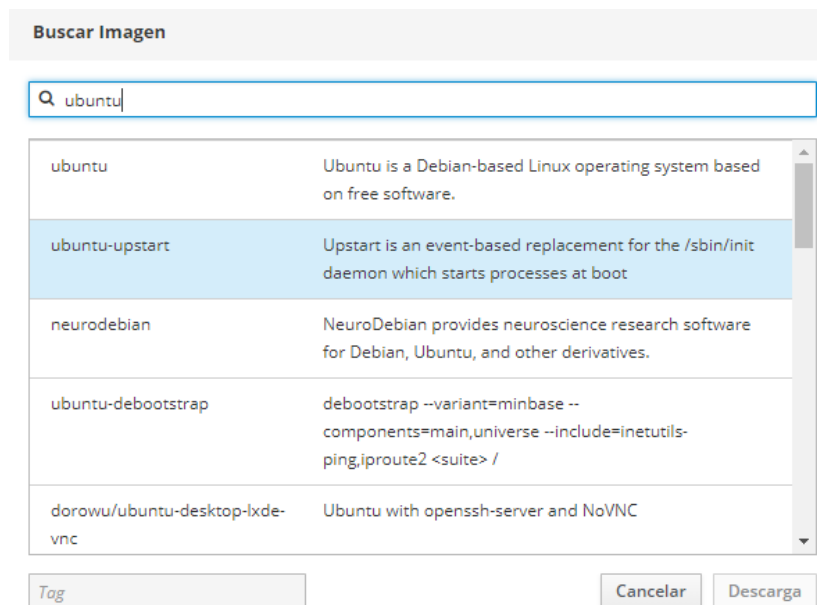 Buscar Imagen
ubuntu
ubuntu Ubuntu is a Debian-based Linux operating system based
on free software.
ubuntu-upstart Upstart is an event-based replacement for the /sbin/init
daemon which starts processes at boot
neurodebian NeuroDebian provides neuroscience research software
for Debian, Ubuntu, and other derivatives.
ubuntu-debootstrap debootstrap --variant=minbase --
components=main,universe --include=inetutils-
ping,iproute2 <suite> /
dorowu/ubuntu-desktop-lxde- Ubuntu with openssh-server and NoVNC
vnc
Tag Cancelar Descarga